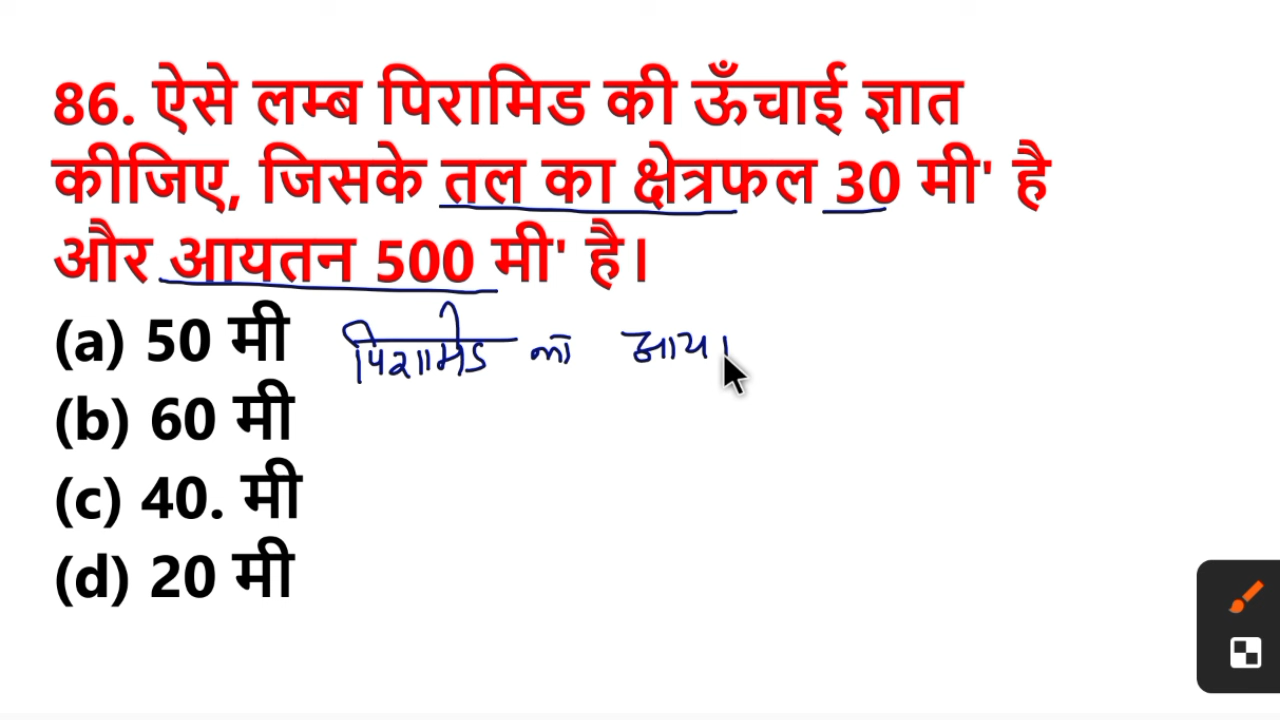 86. ऐसे लम्ब पिरामिड की ऊँचाई ज्ञात
कीजिए, जिसके तल का क्षेत्रफल 30 मी' है
और आयतन 500 मी' है।
(a) 50 मी
पिरामिड का आय
(b) 60 मी
(c) 40. मी
(d) 20 मी